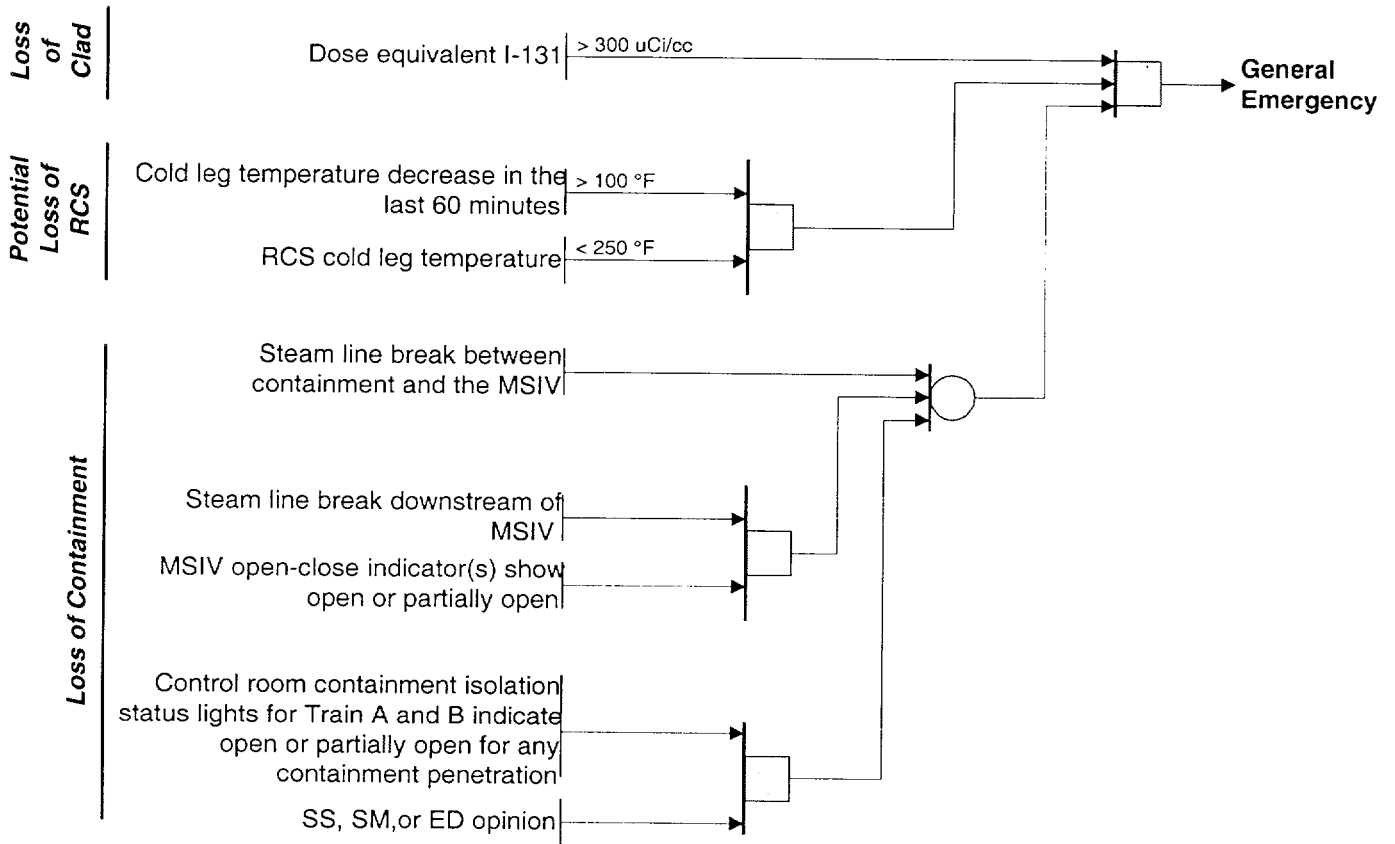 Loss
of
Clad
Dose equivalent I-131
> 300 uCi/cc
General
Emergency
Potential
Loss of
RCS
Cold leg temperature decrease in the
last 60 minutes
> 100 °F
RCS cold leg temperature
< 250 °F
Loss of Containment
Steam line break between
containment and the MSIV
Steam line break downstream of
MSIV
MSIV open-close indicator(s) show
open or partially open
Control room containment isolation
status lights for Train A and B indicate
open or partially open for any
containment penetration
SS, SM,or ED opinion